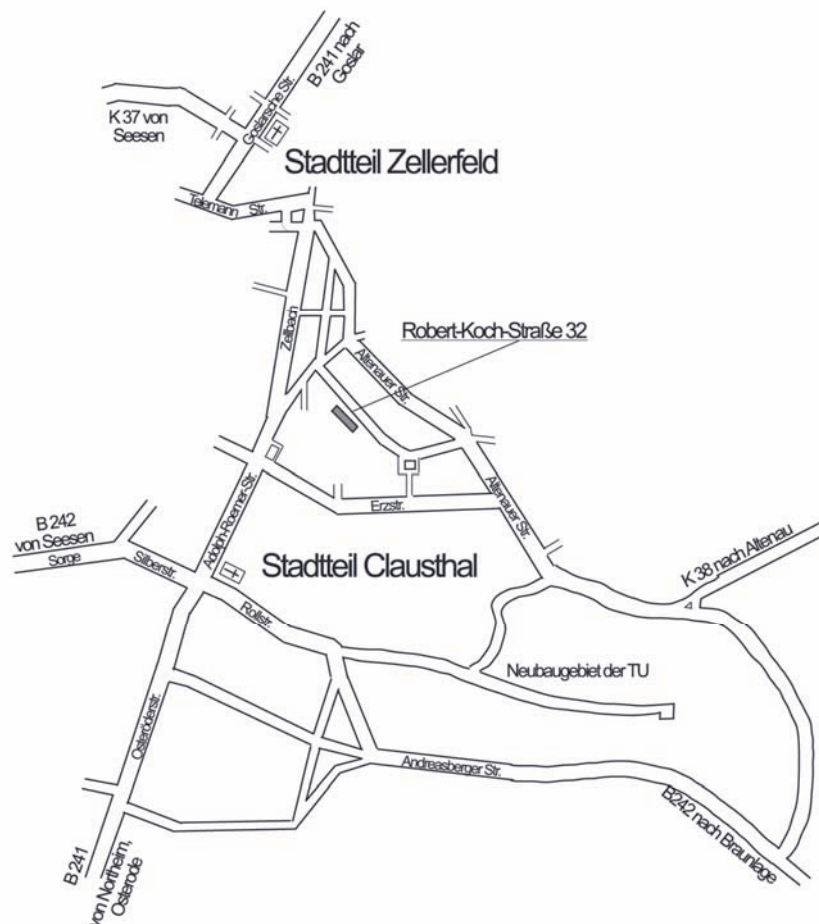 B 241 nach
Goslar
Goslarsche Str.
K 37 von
Seesen
Stadtteil Zellerfeld
Telemann Str.
Zellbach
Robert-Koch-Straße 32
Altenauer Str.
Adolph-Roemer-Str.
Erzstr.
Altenauer Str.
B 242
von Seesen
Sorge
Silberstr.
Stadtteil Clausthal
K 38 nach Altenau
Rollstr.
Neubaugebiet der TU
Osteröderstr.
Andreasberger Str.
B242 nach Braunlage
B 241
von Northeim,
Osterode